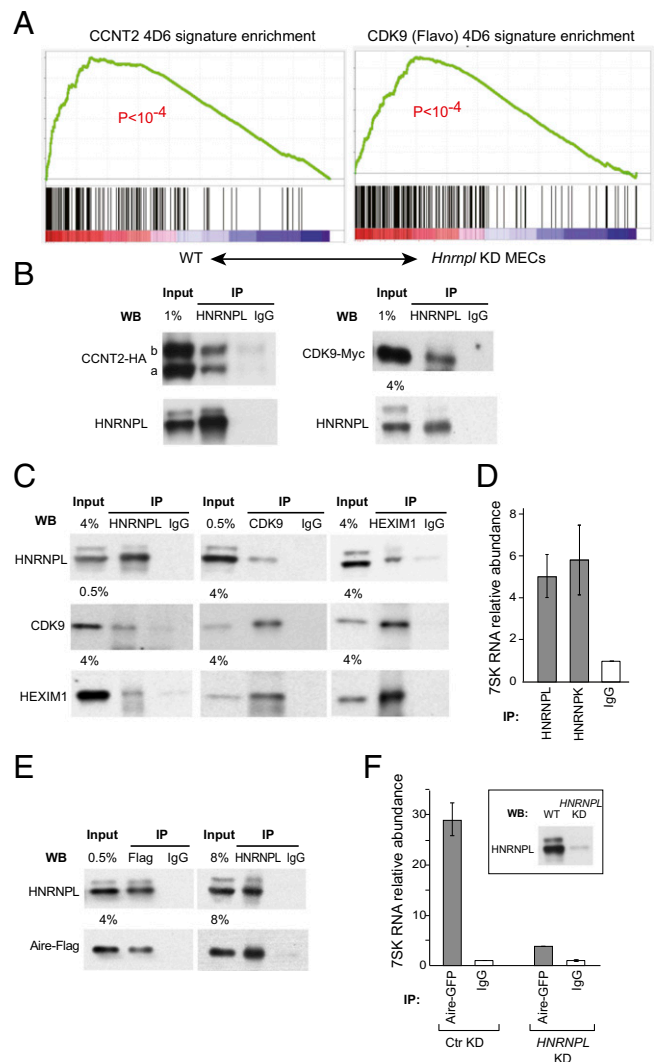 A
CCNT2 4D6 signature enrichment
CDK9 (Flavo) 4D6 signature enrichment
P<10-4
P<10-4
WT
Hnrnpl KD MECs
B
Input IP
WB 1% HNRNPL IgG
CCNT2-HA b
a
HNRNPL
Input IP
WB 1% HNRNPL IgG
CDK9-Myc
4%
HNRNPL
C
Input IP Input IP Input IP
WB 4% HNRNPL IgG 0.5% CDK9 IgG 4% HEXIM1 IgG
HNRNPL
0.5% 4% 4%
CDK9
4% 4% 4%
HEXIM1
D
7SK RNA relative abundance
8
6
4
2
0
IP:
HNRNPL
HNRNPK
IgG
E
Input IP Input IP
WB 0.5% Flag IgG 8% HNRNPL IgG
HNRNPL
4% 8%
Aire-Flag
F
7SK RNA relative abundance
30
20
10
0
HNRNPL
WB: WT KD
HNRNPL
IP:
Aire-GFP
IgG
Aire-GFP
IgG
Ctr KD
HNRNPL
KD